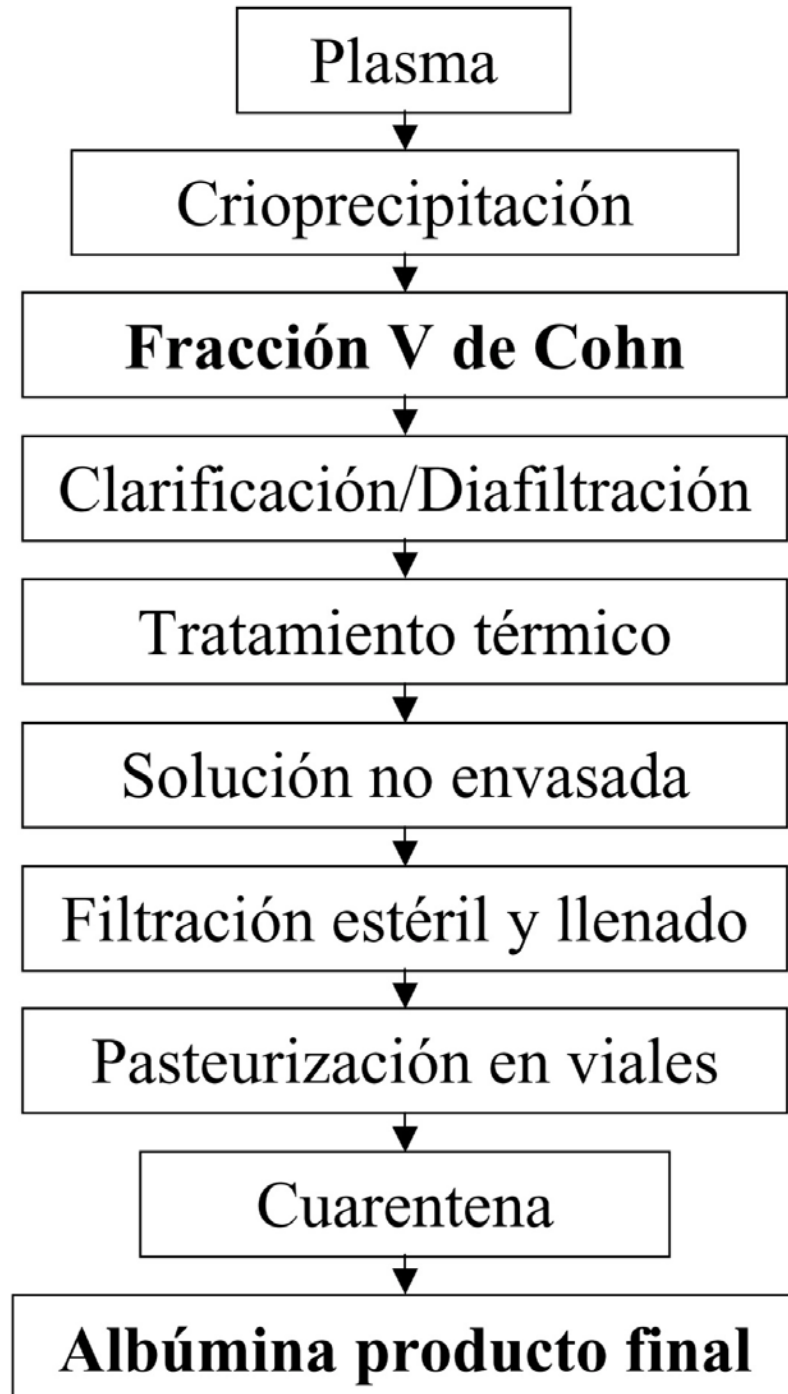 Plasma
Crioprecipitación
Fracción V de Cohn
Clarificación/Diafiltración
Tratamiento térmico
Solución no envasada
Filtración estéril y llenado
Pasteurización en viales
Cuarentena
Albúmina producto final